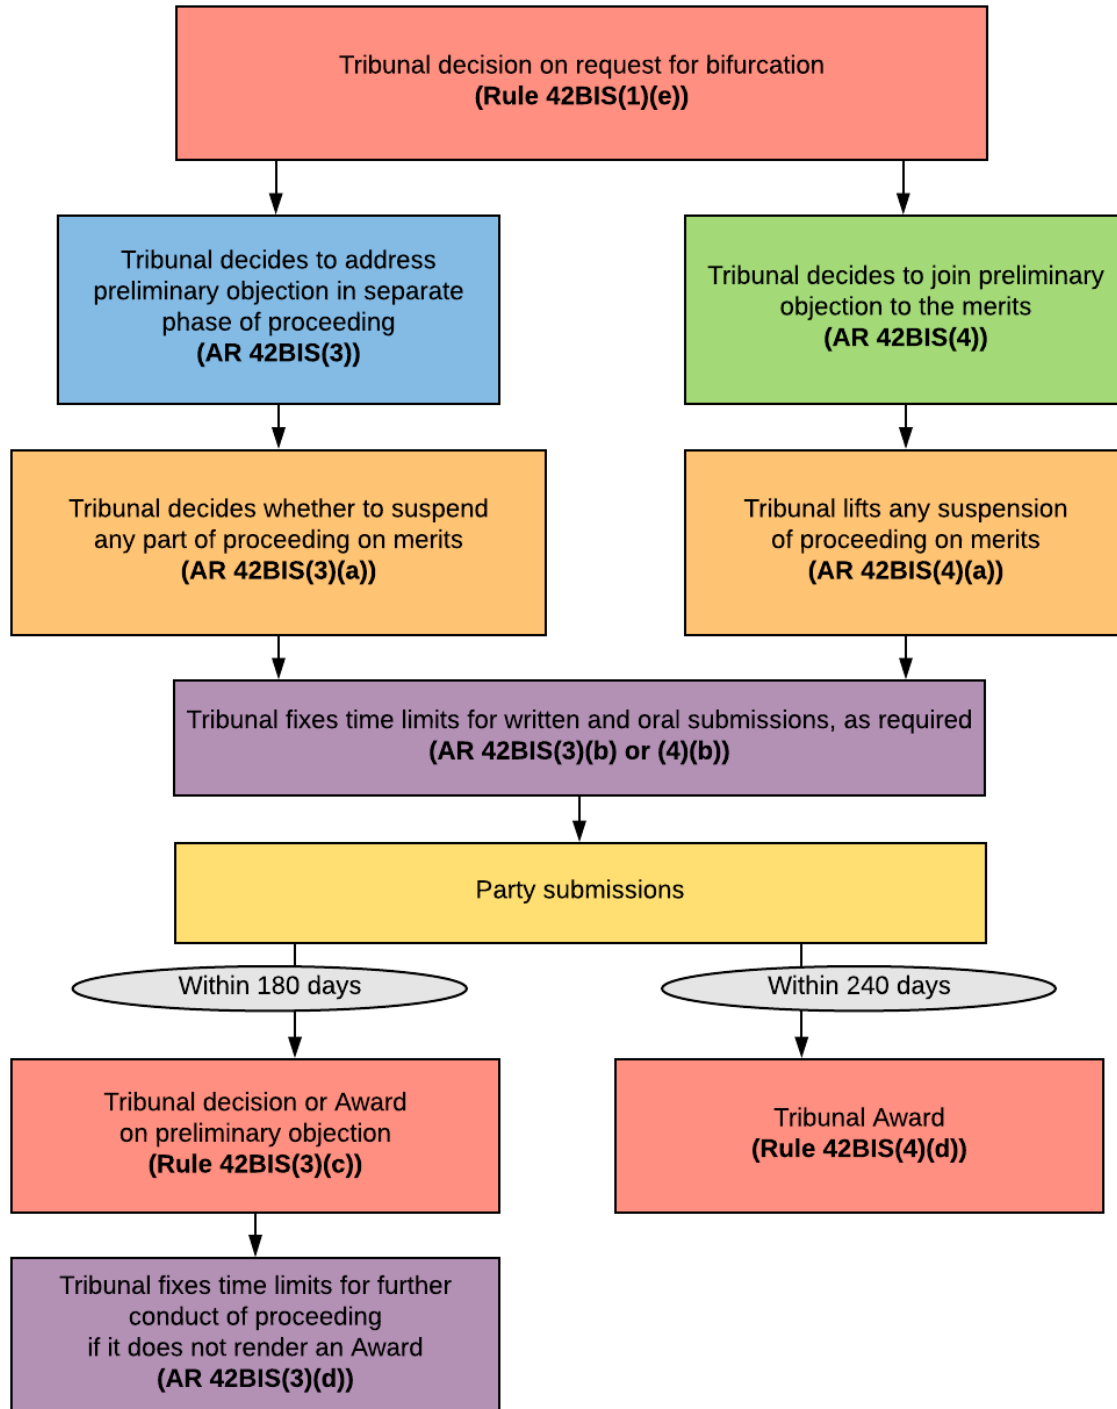 Tribunal decision on request for bifurcation
(Rule 42BIS(1)(e))
Tribunal decides to address
preliminary objection in separate
phase of proceeding
(AR 42BIS(3))
Tribunal decides to join preliminary
objection to the merits
(AR 42BIS(4))
Tribunal decides whether to suspend
any part of proceeding on merits
(AR 42BIS(3)(a))
Tribunal lifts any suspension
of proceeding on merits
(AR 42BIS(4)(a))
Tribunal fixes time limits for written and oral submissions, as required
(AR 42BIS(3)(b) or (4)(b))
Party submissions
Within 180 days
Within 240 days
Tribunal decision or Award
on preliminary objection
(Rule 42BIS(3)(c))
Tribunal Award
(Rule 42BIS(4)(d))
Tribunal fixes time limits for further
conduct of proceeding
if it does not render an Award
(AR 42BIS(3)(d))